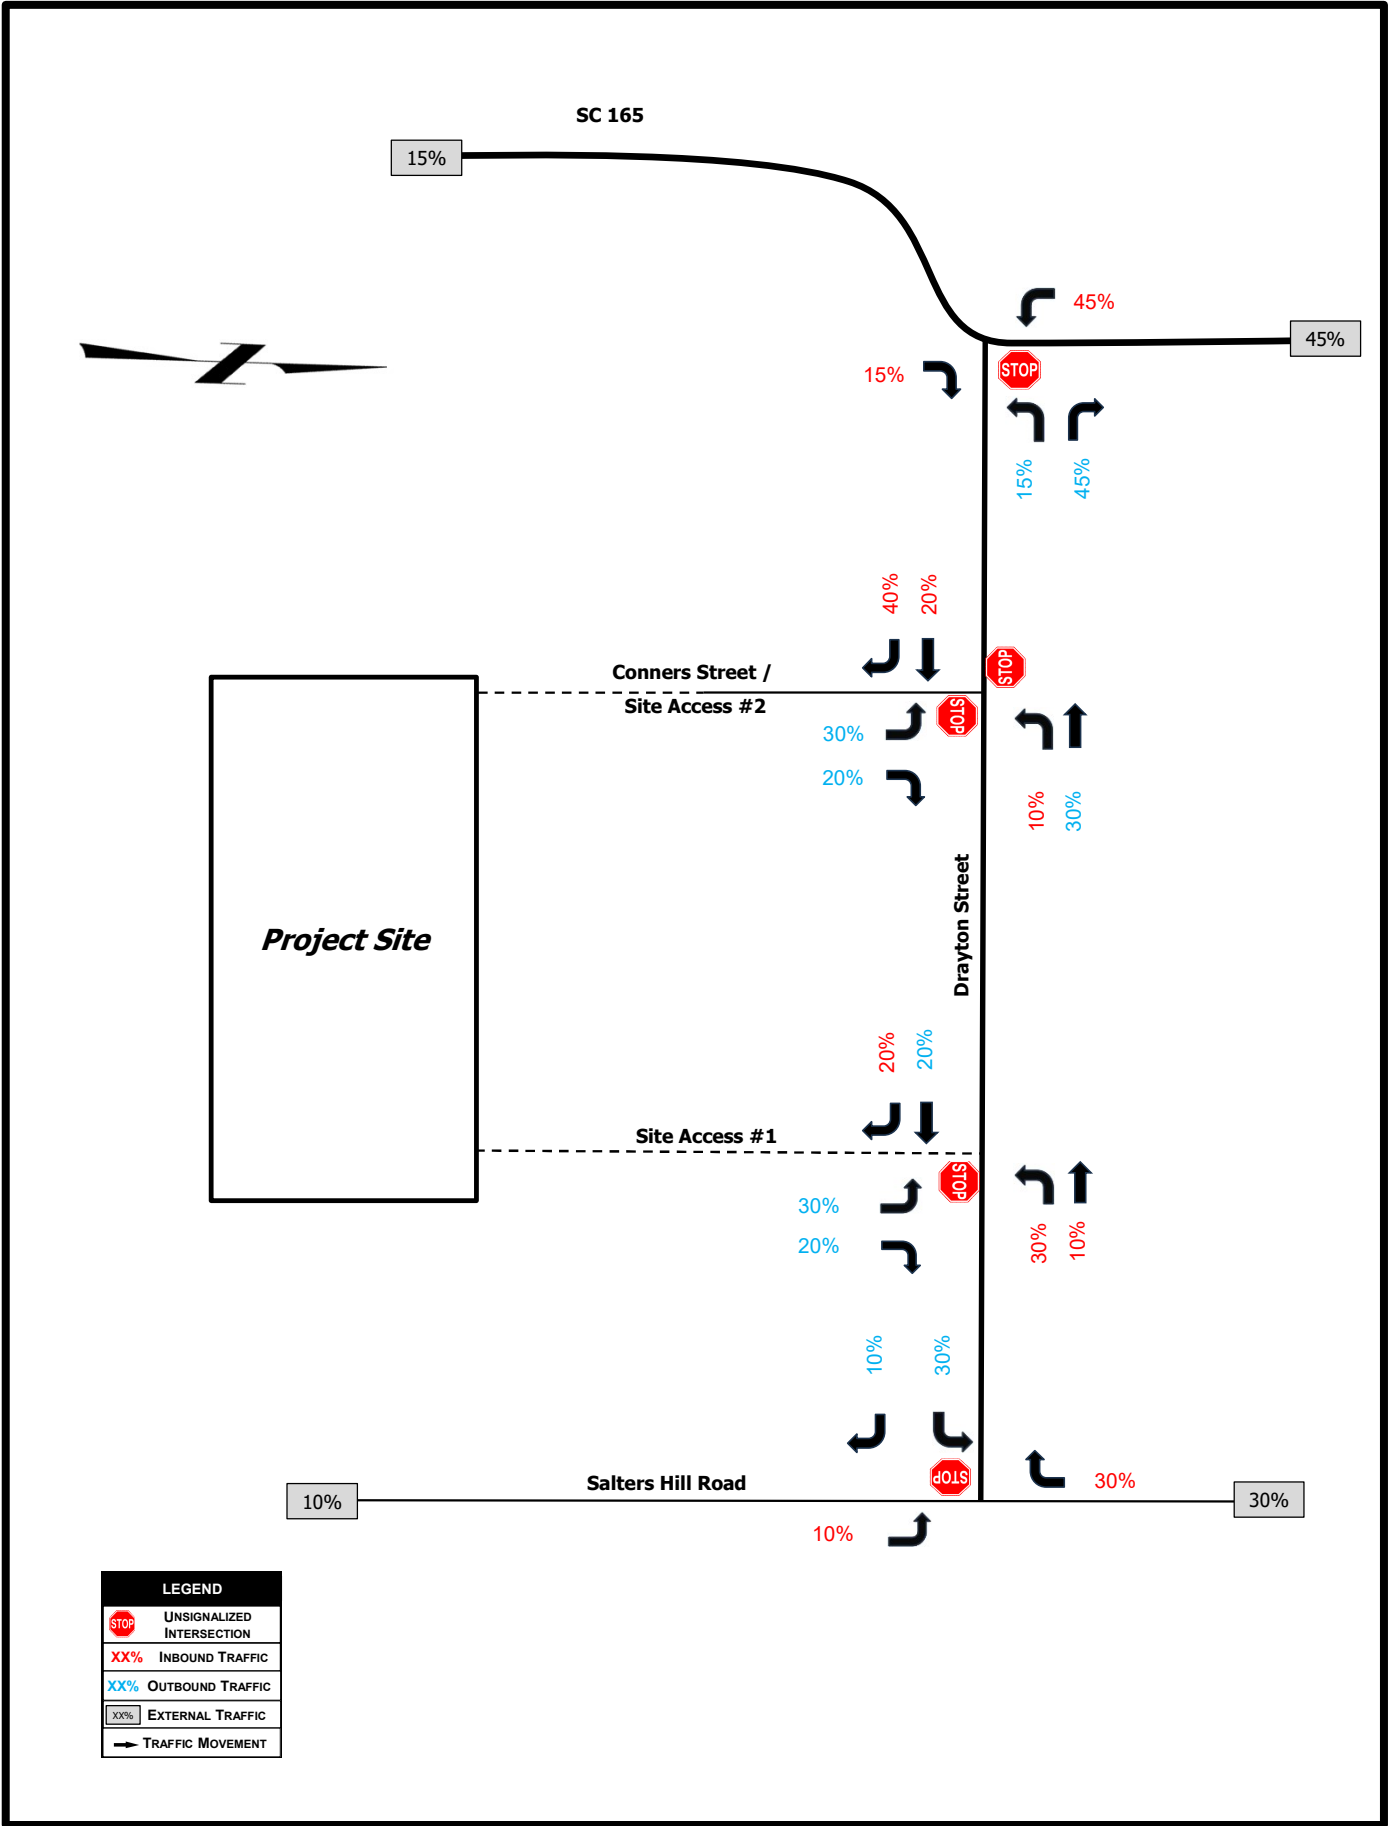 SC 165
15%
45%
45%
15%
STOP
15%
45%
40%
20%
Conners Street /
STOP
Site Access #2
STOP
30%
20%
10%
30%
Drayton Street
Project Site
20%
20%
Site Access #1
STOP
30%
20%
30%
10%
10%
30%
Salters Hill Road
STOP
30%
10%
30%
10%
LEGEND
STOP
UNSIGNALIZED
INTERSECTION
XX% INBOUND TRAFFIC
XX% OUTBOUND TRAFFIC
XX% EXTERNAL TRAFFIC
TRAFFIC MOVEMENT